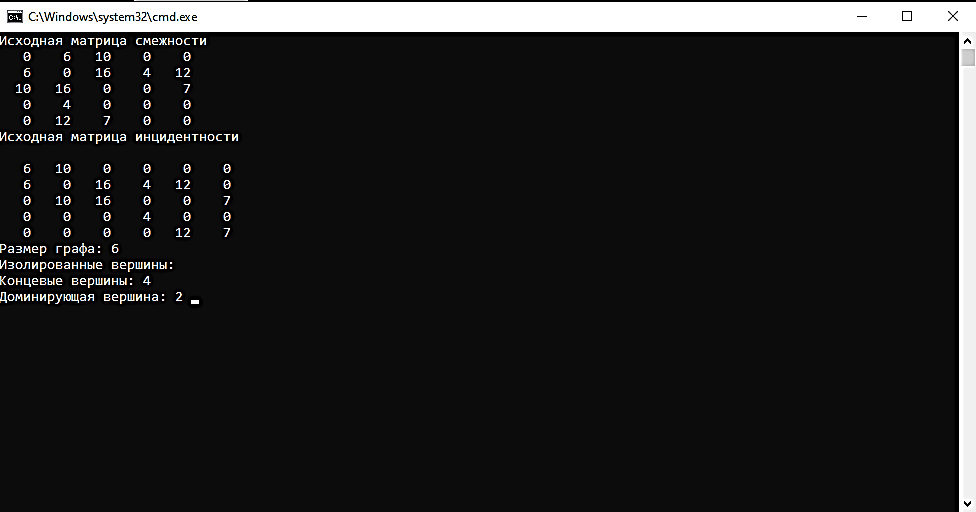 C:\Windows\system32\cmd.exe
Исходная матрица смежности
0 6 10 0 0
6 0 16 4 12
10 16 0 0 7
0 4 0 0 0
0 12 7 0 0
Исходная матрица инцидентности
6 10 0 0 0 0
6 0 16 4 12 0
0 10 16 0 0 7
0 0 0 4 0 0
0 0 0 0 12 7
Размер графа: 6
Изолированные вершины:
Концевые вершины: 4
Доминирующая вершина: 2